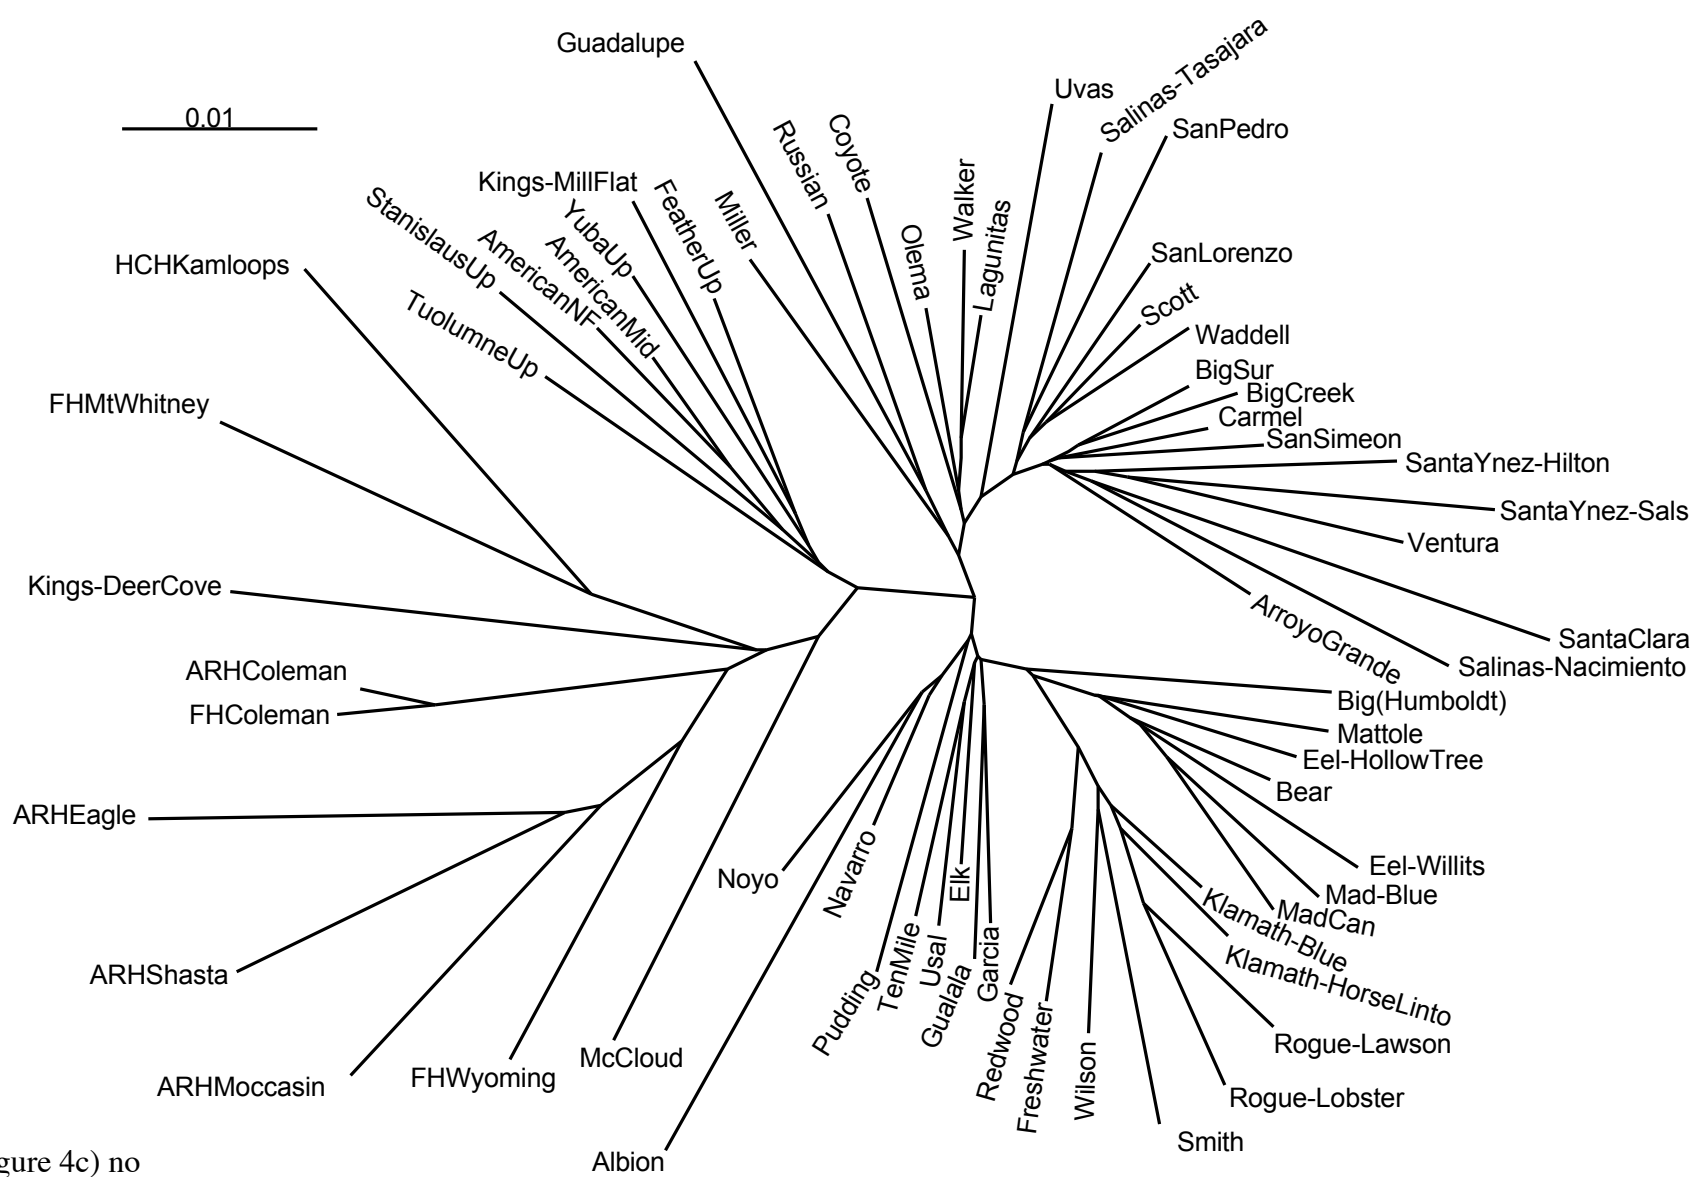 Guadalupe
0.01
Uvas
Salinas-Tasajara
SanPedro
Russian
Coyote
Walker
Lagunitas
Olema
Kings-MillFlat
YubaUp
FeatherUp
Miller
StanislausUp
AmericanNF
AmericanMid
TuolumneUp
HCHKamloops
SanLorenzo
Scott
Waddell
BigSur
BigCreek
Carmel
SanSimeon
SantaYnez-Hilton
SantaYnez-Sals
Ventura
FHMtWhitney
Kings-DeerCove
ArroyoGrande
SantaClara
Salinas-Nacimiento
ARHColeman
FHColeman
Big(Humboldt)
Mattole
Eel-HollowTree
Bear
ARHEagle
Eel-Willits
Mad-Blue
MadCan
Klamath-Blue
Klamath-HorseLinto
Noyo
Navarro
Elk
Pudding
TenMile
Usal
Gualala
Garcia
Redwood
Freshwater
Wilson
ARHShasta
Rogue-Lawson
Rogue-Lobster
Smith
ARHMoccasin
FHWyoming
McCloud
Albion
gure 4c) no